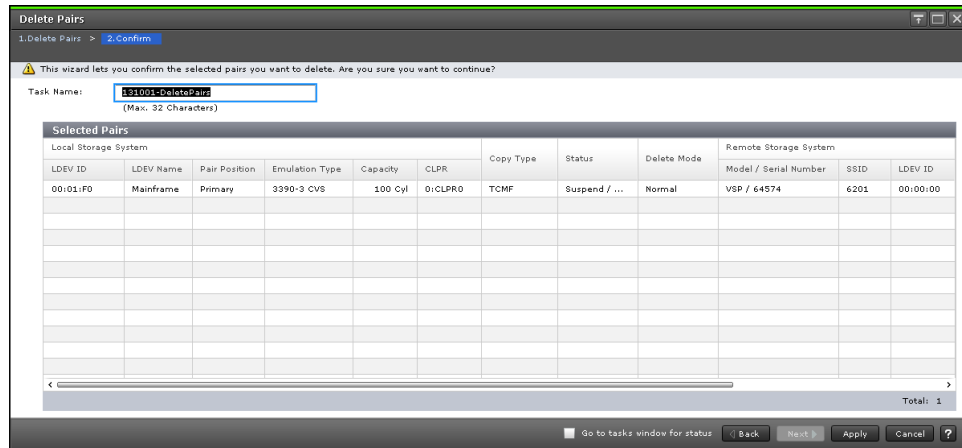 Delete Pairs
1.Delete Pairs > 2.Confirm
This wizard lets you confirm the selected pairs you want to delete. Are you sure you want to continue?
Task Name: 131001-DeletePairs
(Max. 32 Characters)
Selected Pairs
Local Storage System Copy Type Status Delete Mode Remote Storage System
LDEV ID LDEV Name Pair Position Emulation Type Capacity CLPR Model / Serial Number SSID LDEV ID
00:01:F0 Mainframe Primary 3390-3 CVS 100 Cyl 0:CLPR0 TCMF Suspend / ... Normal VSP / 64574 6201 00:00:00
Total: 1
Go to tasks window for status Back Next Apply Cancel ?